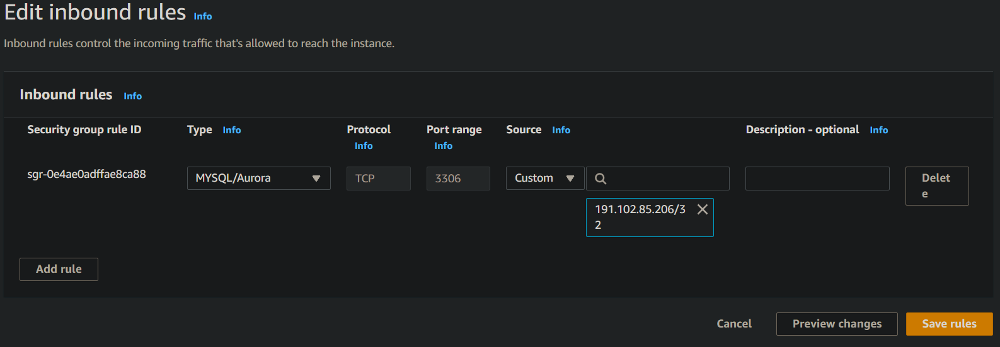 Edit inbound rules Info
Inbound rules control the incoming traffic that's allowed to reach the instance.
Inbound rules Info
Security group rule ID
Type Info
Protocol
Info
Port range
Info
Source Info
Description - optional Info
sgr-0e4ae0adffae8ca88
MYSQL/Aurora
TCP
3306
Custom
191.102.85.206/3
2
Delet
e
Add rule
Cancel
Preview changes
Save rules